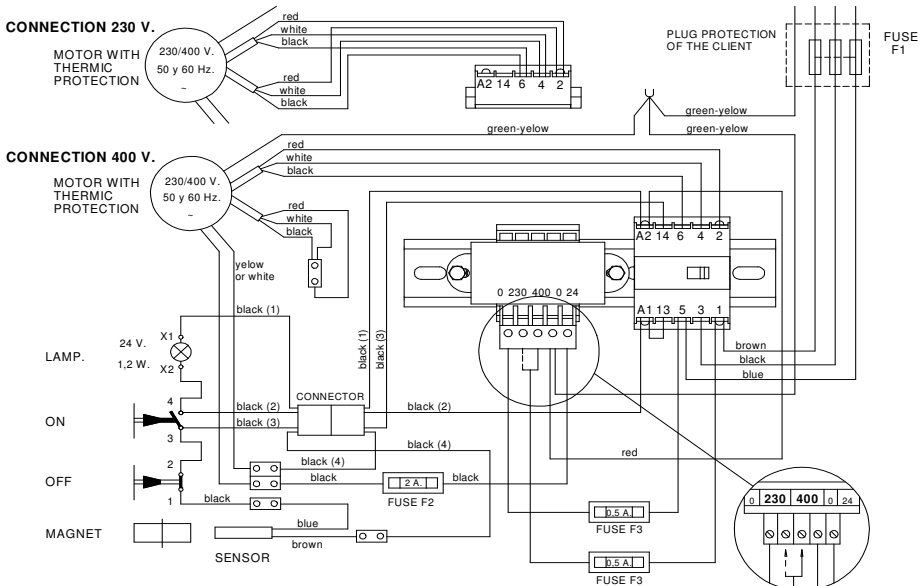 CONNECTION 230 V.
MOTOR WITH
THERMIC
PROTECTION
230/400 V.
50 y 60 Hz.
~
red
white
black
red
white
black
A2 14 6 4 2
PLUG PROTECTION
OF THE CLIENT
FUSE
F1
green-yelow
green-yelow
green-yelow
CONNECTION 400 V.
MOTOR WITH
THERMIC
PROTECTION
230/400 V.
50 y 60 Hz.
~
red
white
black
red
white
black
yelow
or white
A2 14 6 4 2
0 230 400 0 24
A1 13 5 3 1
brown
black
blue
black (1)
black (1)
black (3)
LAMP.
24 V.
1,2 W.
X1
X2
CONNECTOR
ON
4
3
black (2)
black (3)
black (2)
black (4)
black (4)
red
OFF
2
1
black
2 A.
black
FUSE F2
black
MAGNET
SENSOR
blue
brown
0,5 A.
FUSE F3
0,5 A.
FUSE F3
0 230 400 0 24